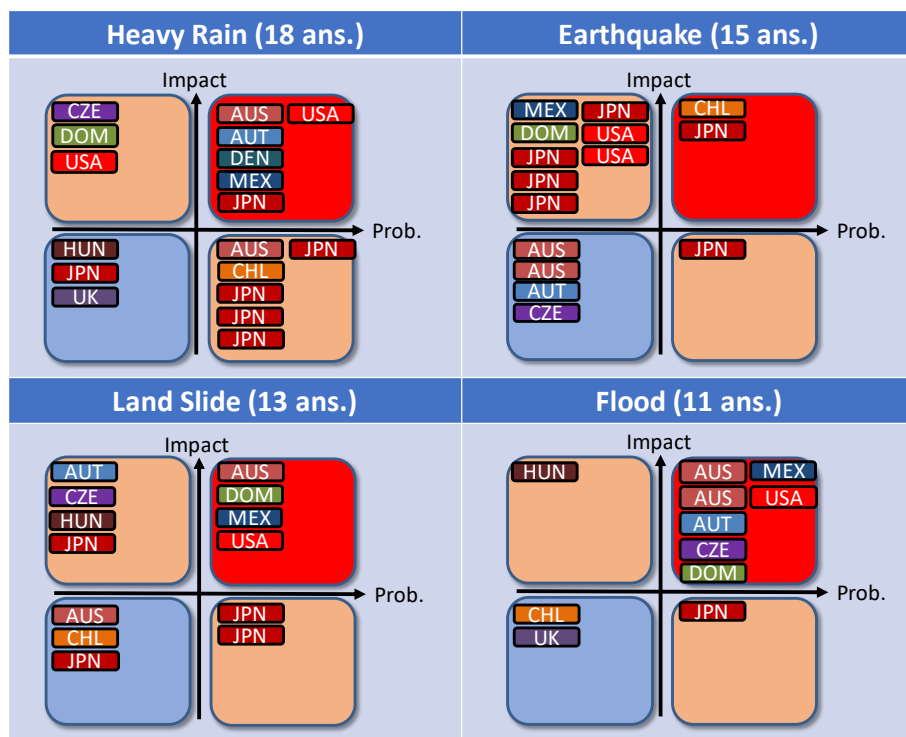 Heavy Rain (18 ans.)
Impact
CZE
DOM
USA
AUS USA
AUT
DEN
MEX
JPN
Prob.
HUN
JPN
UK
AUS JPN
CHL
JPN
JPN
JPN
Earthquake (15 ans.)
Impact
MEX JPN
DOM USA
JPN USA
JPN
JPN
CHL
JPN
Prob.
AUS
AUS
AUT
CZE
JPN
Land Slide (13 ans.)
Impact
AUT
CZE
HUN
JPN
AUS
DOM
MEX
USA
Prob.
AUS
CHL
JPN
JPN
JPN
Flood (11 ans.)
Impact
HUN
AUS MEX
AUS USA
AUT
CZE
DOM
Prob.
CHL
UK
JPN